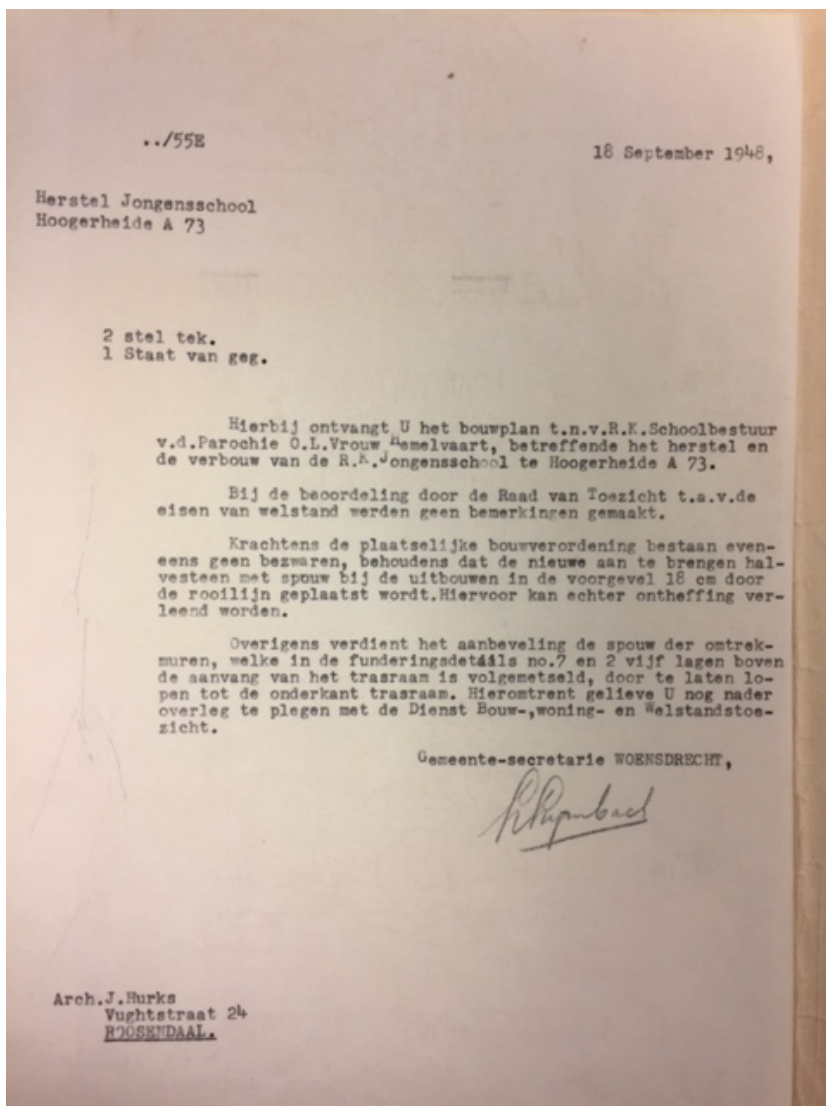 ../55E
18 September 1948,
Herstel Jongensschool
Hoogerheide A 73
2 stel tek.
1 Staat van geg.
Hierbij ontvangt U het bouwplan t.n.v.R.K.Schoolbestuur
v.d.Parochie O.L.Vrouw Hemelvaart, betreffende het herstel en
de verbouw van de R.K.Jongensschool te Hoogerheide A 73.
Bij de beoordeling door de Raad van Toezicht t.a.v.de
eisen van welstand werden geen bemerkingen gemaakt.
Krachtens de plaatselijke bouwverordening bestaan even-
eens geen bezwaren, behoudens dat de nieuwe aan te brengen hal-
vesteen met spouw bij de uitbouwen in de voorgevel 18 cm door
de rooilijn geplaatst wordt.Hiervoor kan echter ontheffing ver-
leend worden.
Overigens verdient het aanbeveling de spouw der omtrek-
muren, welke in de funderingsdetails no.7 en 2 vijf lagen boven
de aanvang van het trasraam is volgemetseld, door te laten lo-
pen tot de onderkant trasraam. Hieromtrent gelieve U nog nader
overleg te plegen met de Dienst Bouw-,woning- en Welstandstoe-
zicht.
Gemeente-secretarie WOENSDRECHT,
Arch.J.Hurks
Vughtstraat 24
ROOSENDAAL.